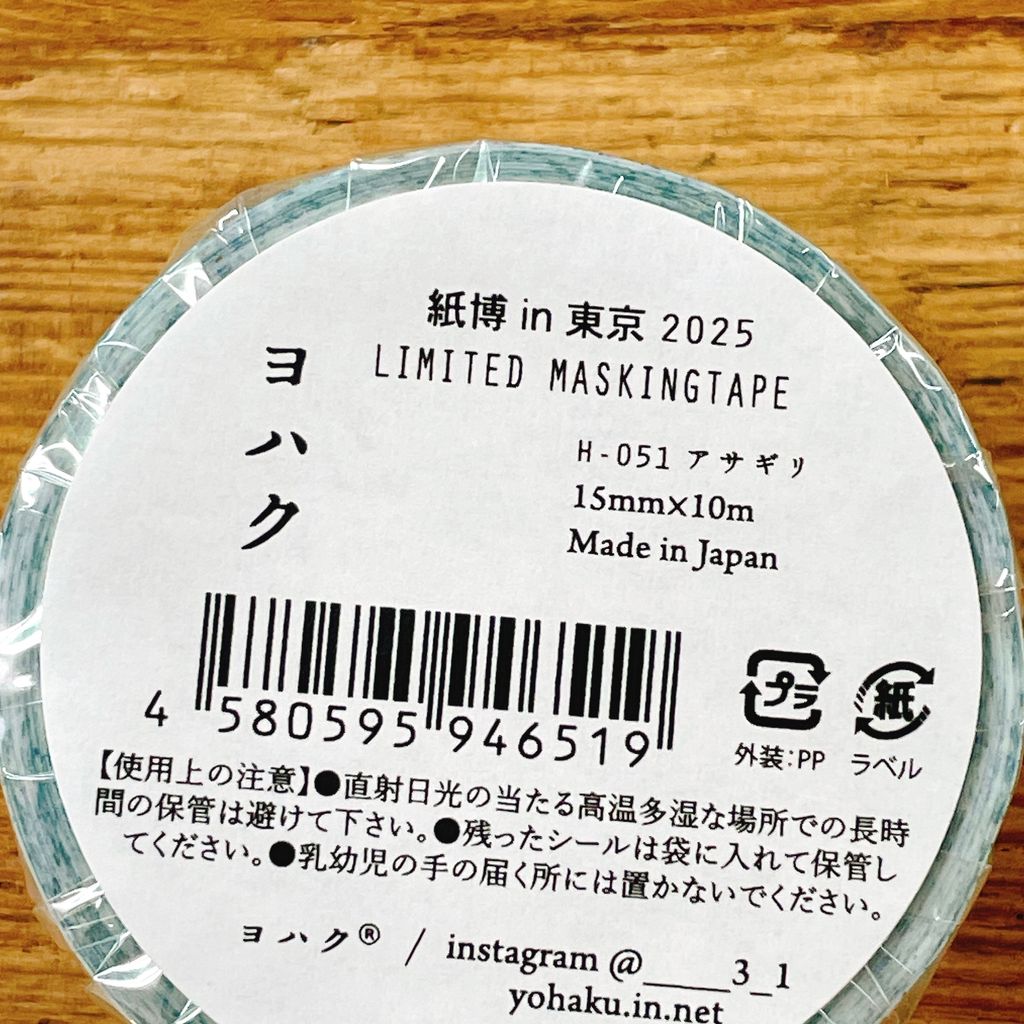 紙博 in 東京 2025
LIMITED MASKINGTAPE
ヨハク
H-051 アサギリ
15mm×10m
Made in Japan
4 580595 946519
プラ
紙
外装:PP
ラベル
【使用上の注意】●直射日光の当たる高温多湿な場所での長時
間の保管は避けて下さい。●残ったシールは袋に入れて保管し
てください。●乳幼児の手の届く所には置かないでください。
ヨハク® / instagram @____3_1
yohaku.in.net